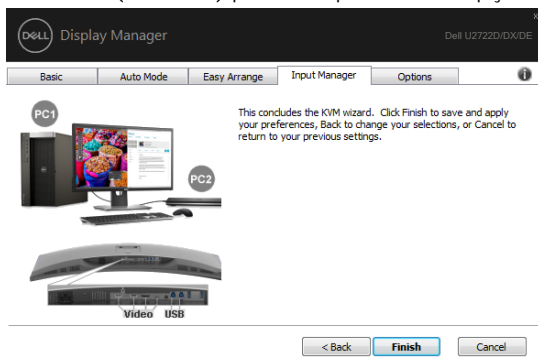 DELL Display Manager
Dell U2722D/DX/DE
x
Basic
Auto Mode
Easy Arrange
Input Manager
Options
i
PC1
This concludes the KVM wizard. Click Finish to save and apply
your preferences, Back to change your selections, or Cancel to
return to your previous settings.
PC2
Video USB
< Back
Finish
Cancel